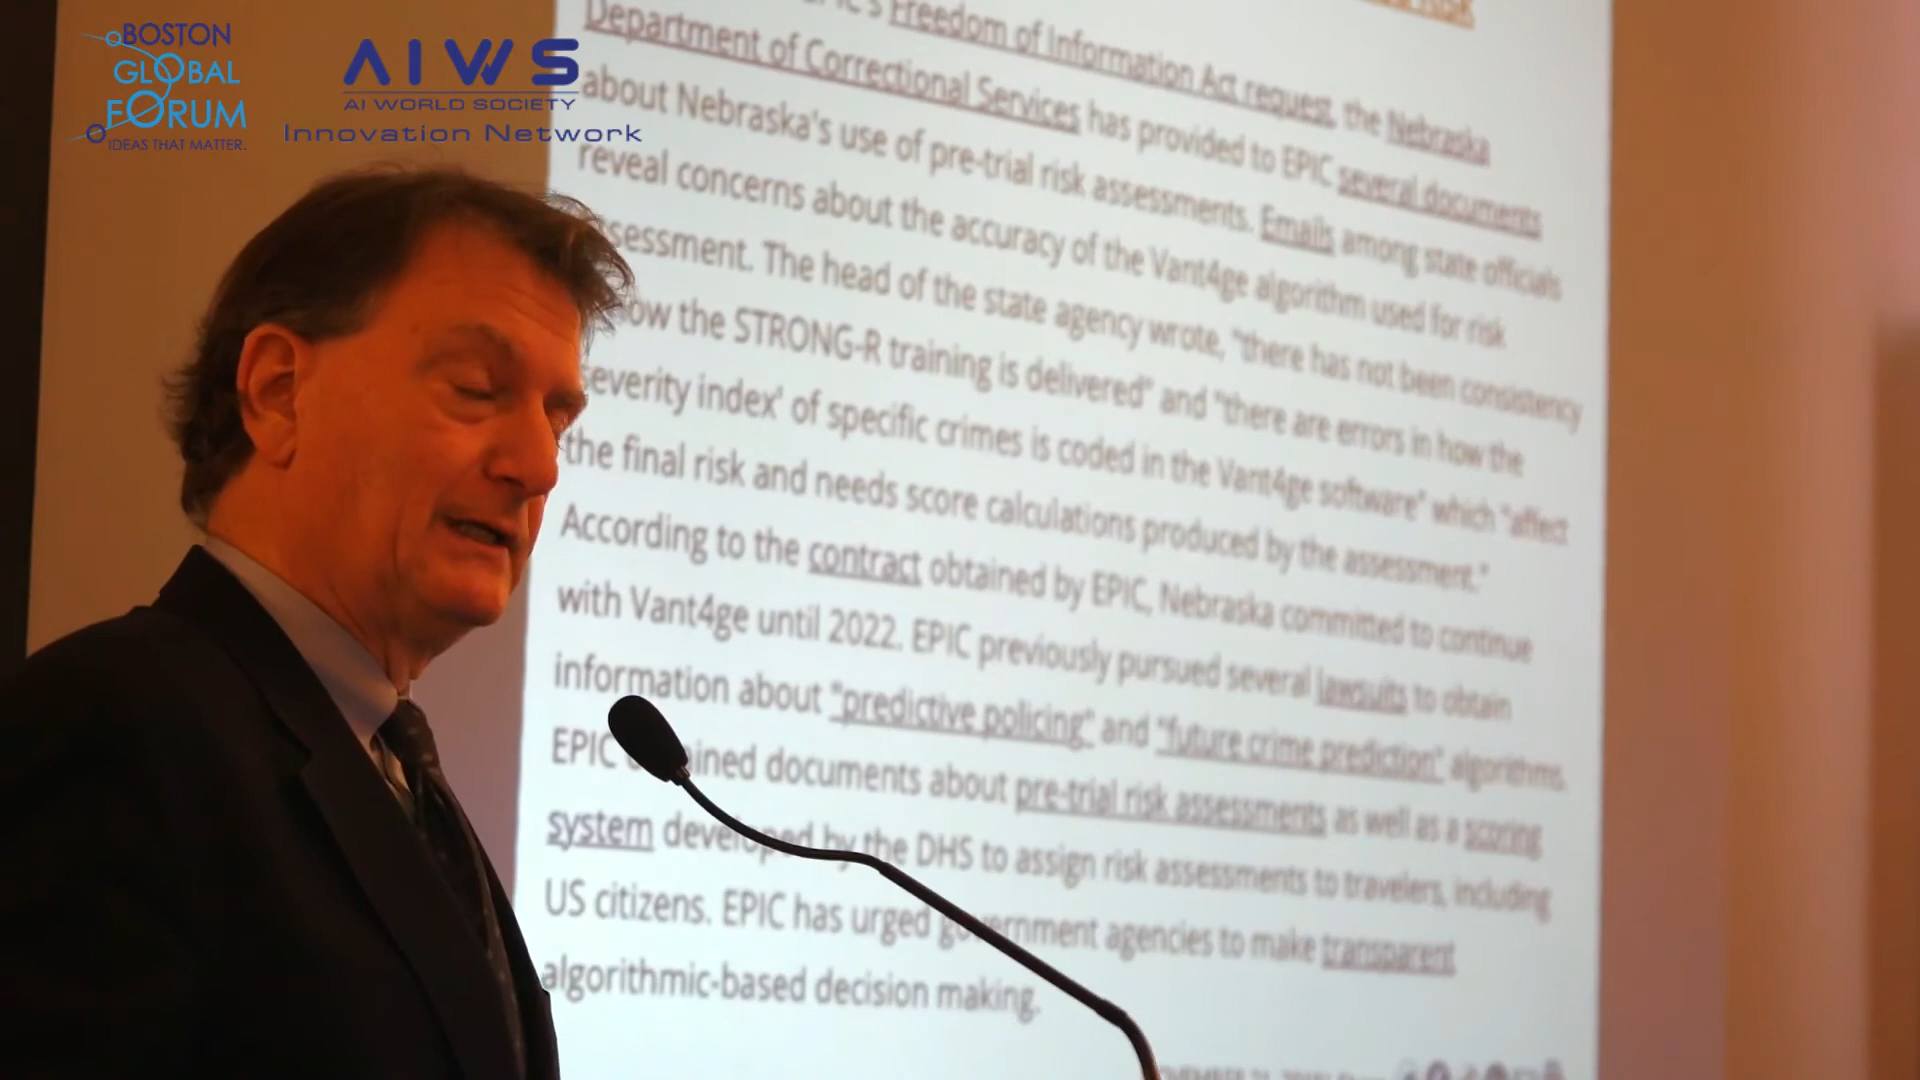 BOSTON
GLOBAL
FORUM
IDEAS THAT MATTER.
AIWS
AI WORLD SOCIETY
Innovation Network
Freedom of Information Act request, the Nebraska
Department of Correctional Services has provided to EPIC several documents
about Nebraska's use of pre-trial risk assessments. Emails among state officials
reveal concerns about the accuracy of the Vant4ge algorithm used for risk
sessment. The head of the state agency wrote, "there has not been consistency
ow the STRONG-R training is delivered" and "there are errors in how the
everity index' of specific crimes is coded in the Vant4ge software" which "affect
the final risk and needs score calculations produced by the assessment."
According to the contract obtained by EPIC, Nebraska committed to continue
with Vant4ge until 2022. EPIC previously pursued several lawsuits to obtain
information about "predictive policing" and "future crime prediction" algorithms.
EPIC ained documents about pre-trial risk assessments as well as a scoring
system developed by the DHS to assign risk assessments to travelers, including
US citizens. EPIC has urged government agencies to make transparent
algorithmic-based decision making.